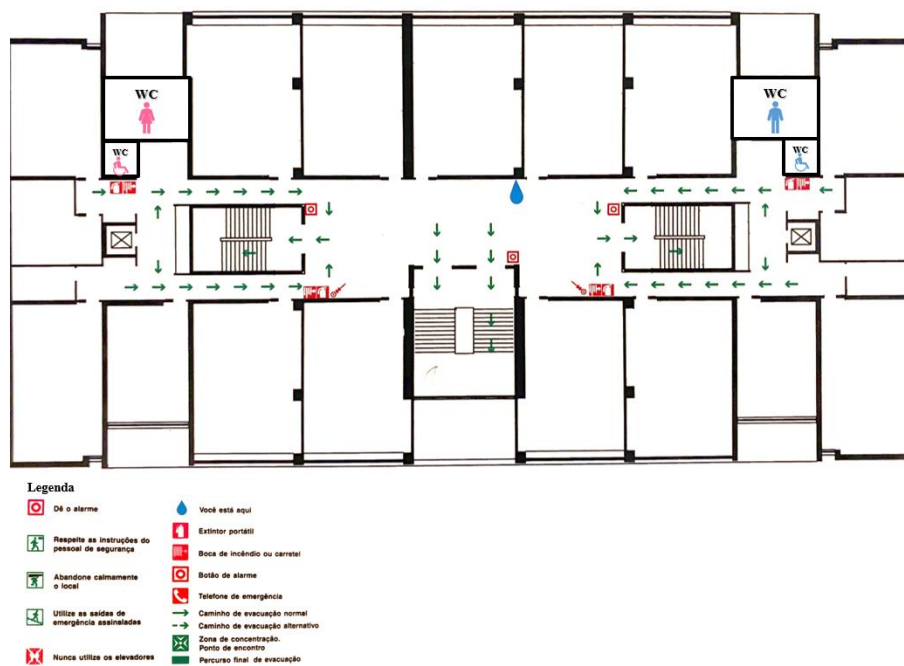 WC
WC
WC
WC
Legenda
Dê o alarme
Respeite as instruções do
pessoal de segurança
Abandone calmamente
o local
Utilize as saídas de
emergência assinaladas
Nunca utilize os elevadores
Você está aqui
Extintor portátil
Boca de incêndio ou carretel
Botão de alarme
Telefone de emergência
Caminho de evacuação normal
Caminho de evacuação alternativo
Zona de concentração.
Ponto de encontro
Percurso final de evacuação